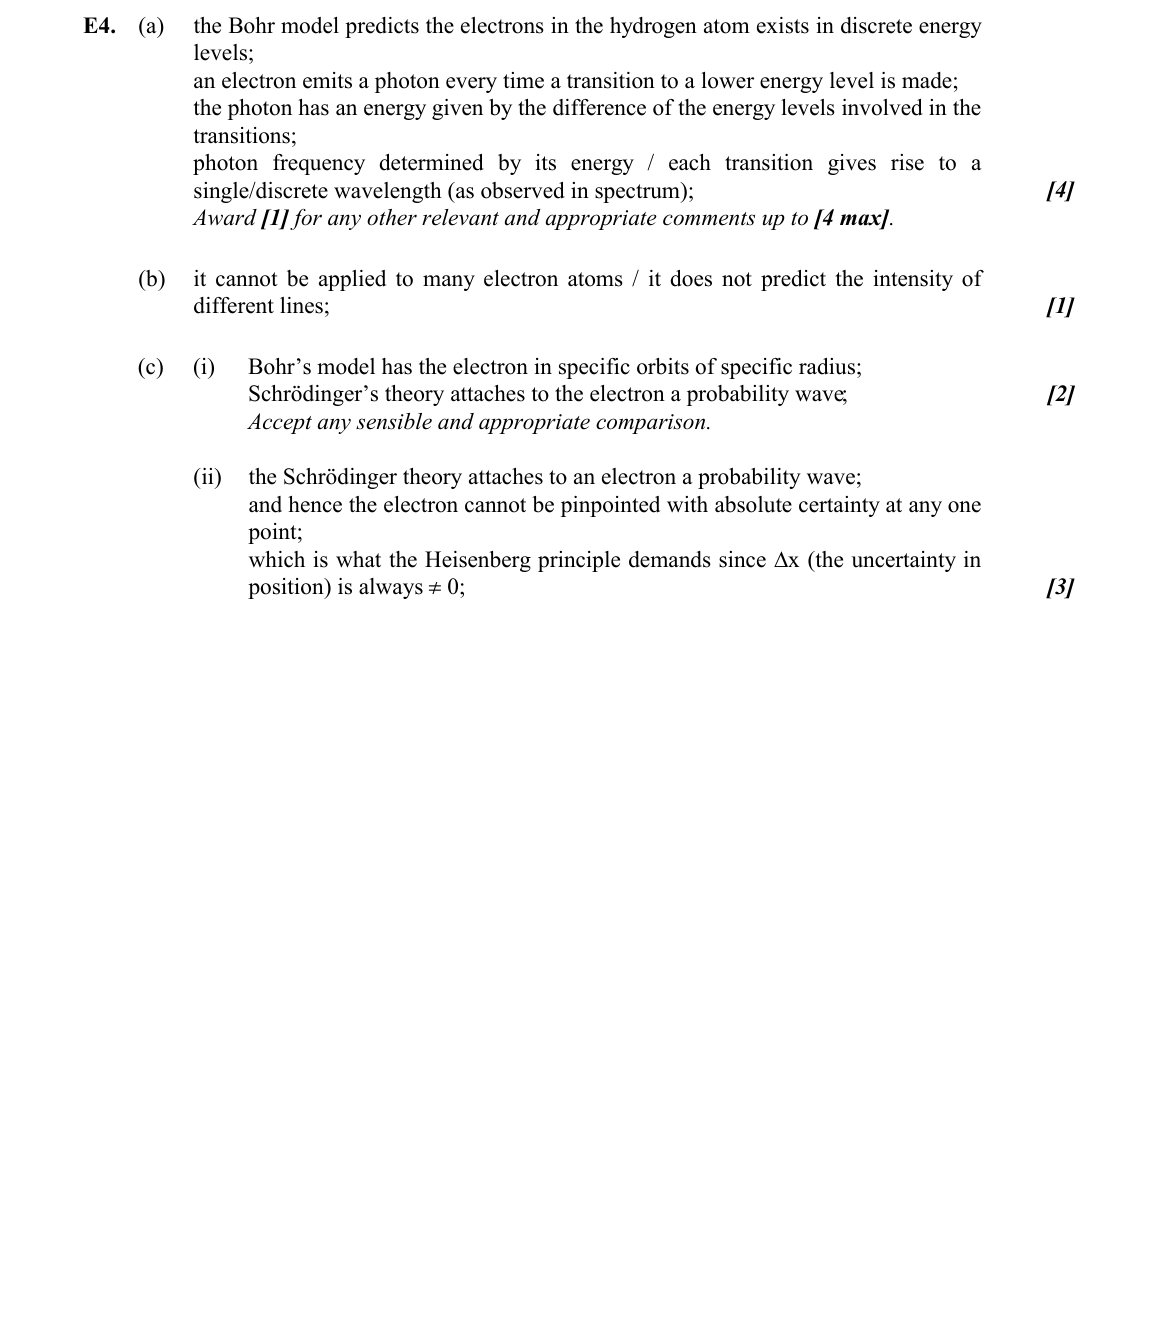 E4. (a) the Bohr model predicts the electrons in the hydrogen atom exists in discrete energy
levels;
an electron emits a photon every time a transition to a lower energy level is made;
the photon has an energy given by the difference of the energy levels involved in the
transitions;
photon frequency determined by its energy / each transition gives rise to a
single/discrete wavelength (as observed in spectrum); [4]
Award [1] for any other relevant and appropriate comments up to [4 max].
(b) it cannot be applied to many electron atoms / it does not predict the intensity of
different lines; [1]
(c) (i) Bohr’s model has the electron in specific orbits of specific radius;
Schrödinger’s theory attaches to the electron a probability wave; [2]
Accept any sensible and appropriate comparison.
(ii) the Schrödinger theory attaches to an electron a probability wave;
and hence the electron cannot be pinpointed with absolute certainty at any one
point;
which is what the Heisenberg principle demands since Δx (the uncertainty in
position) is always ≠ 0; [3]